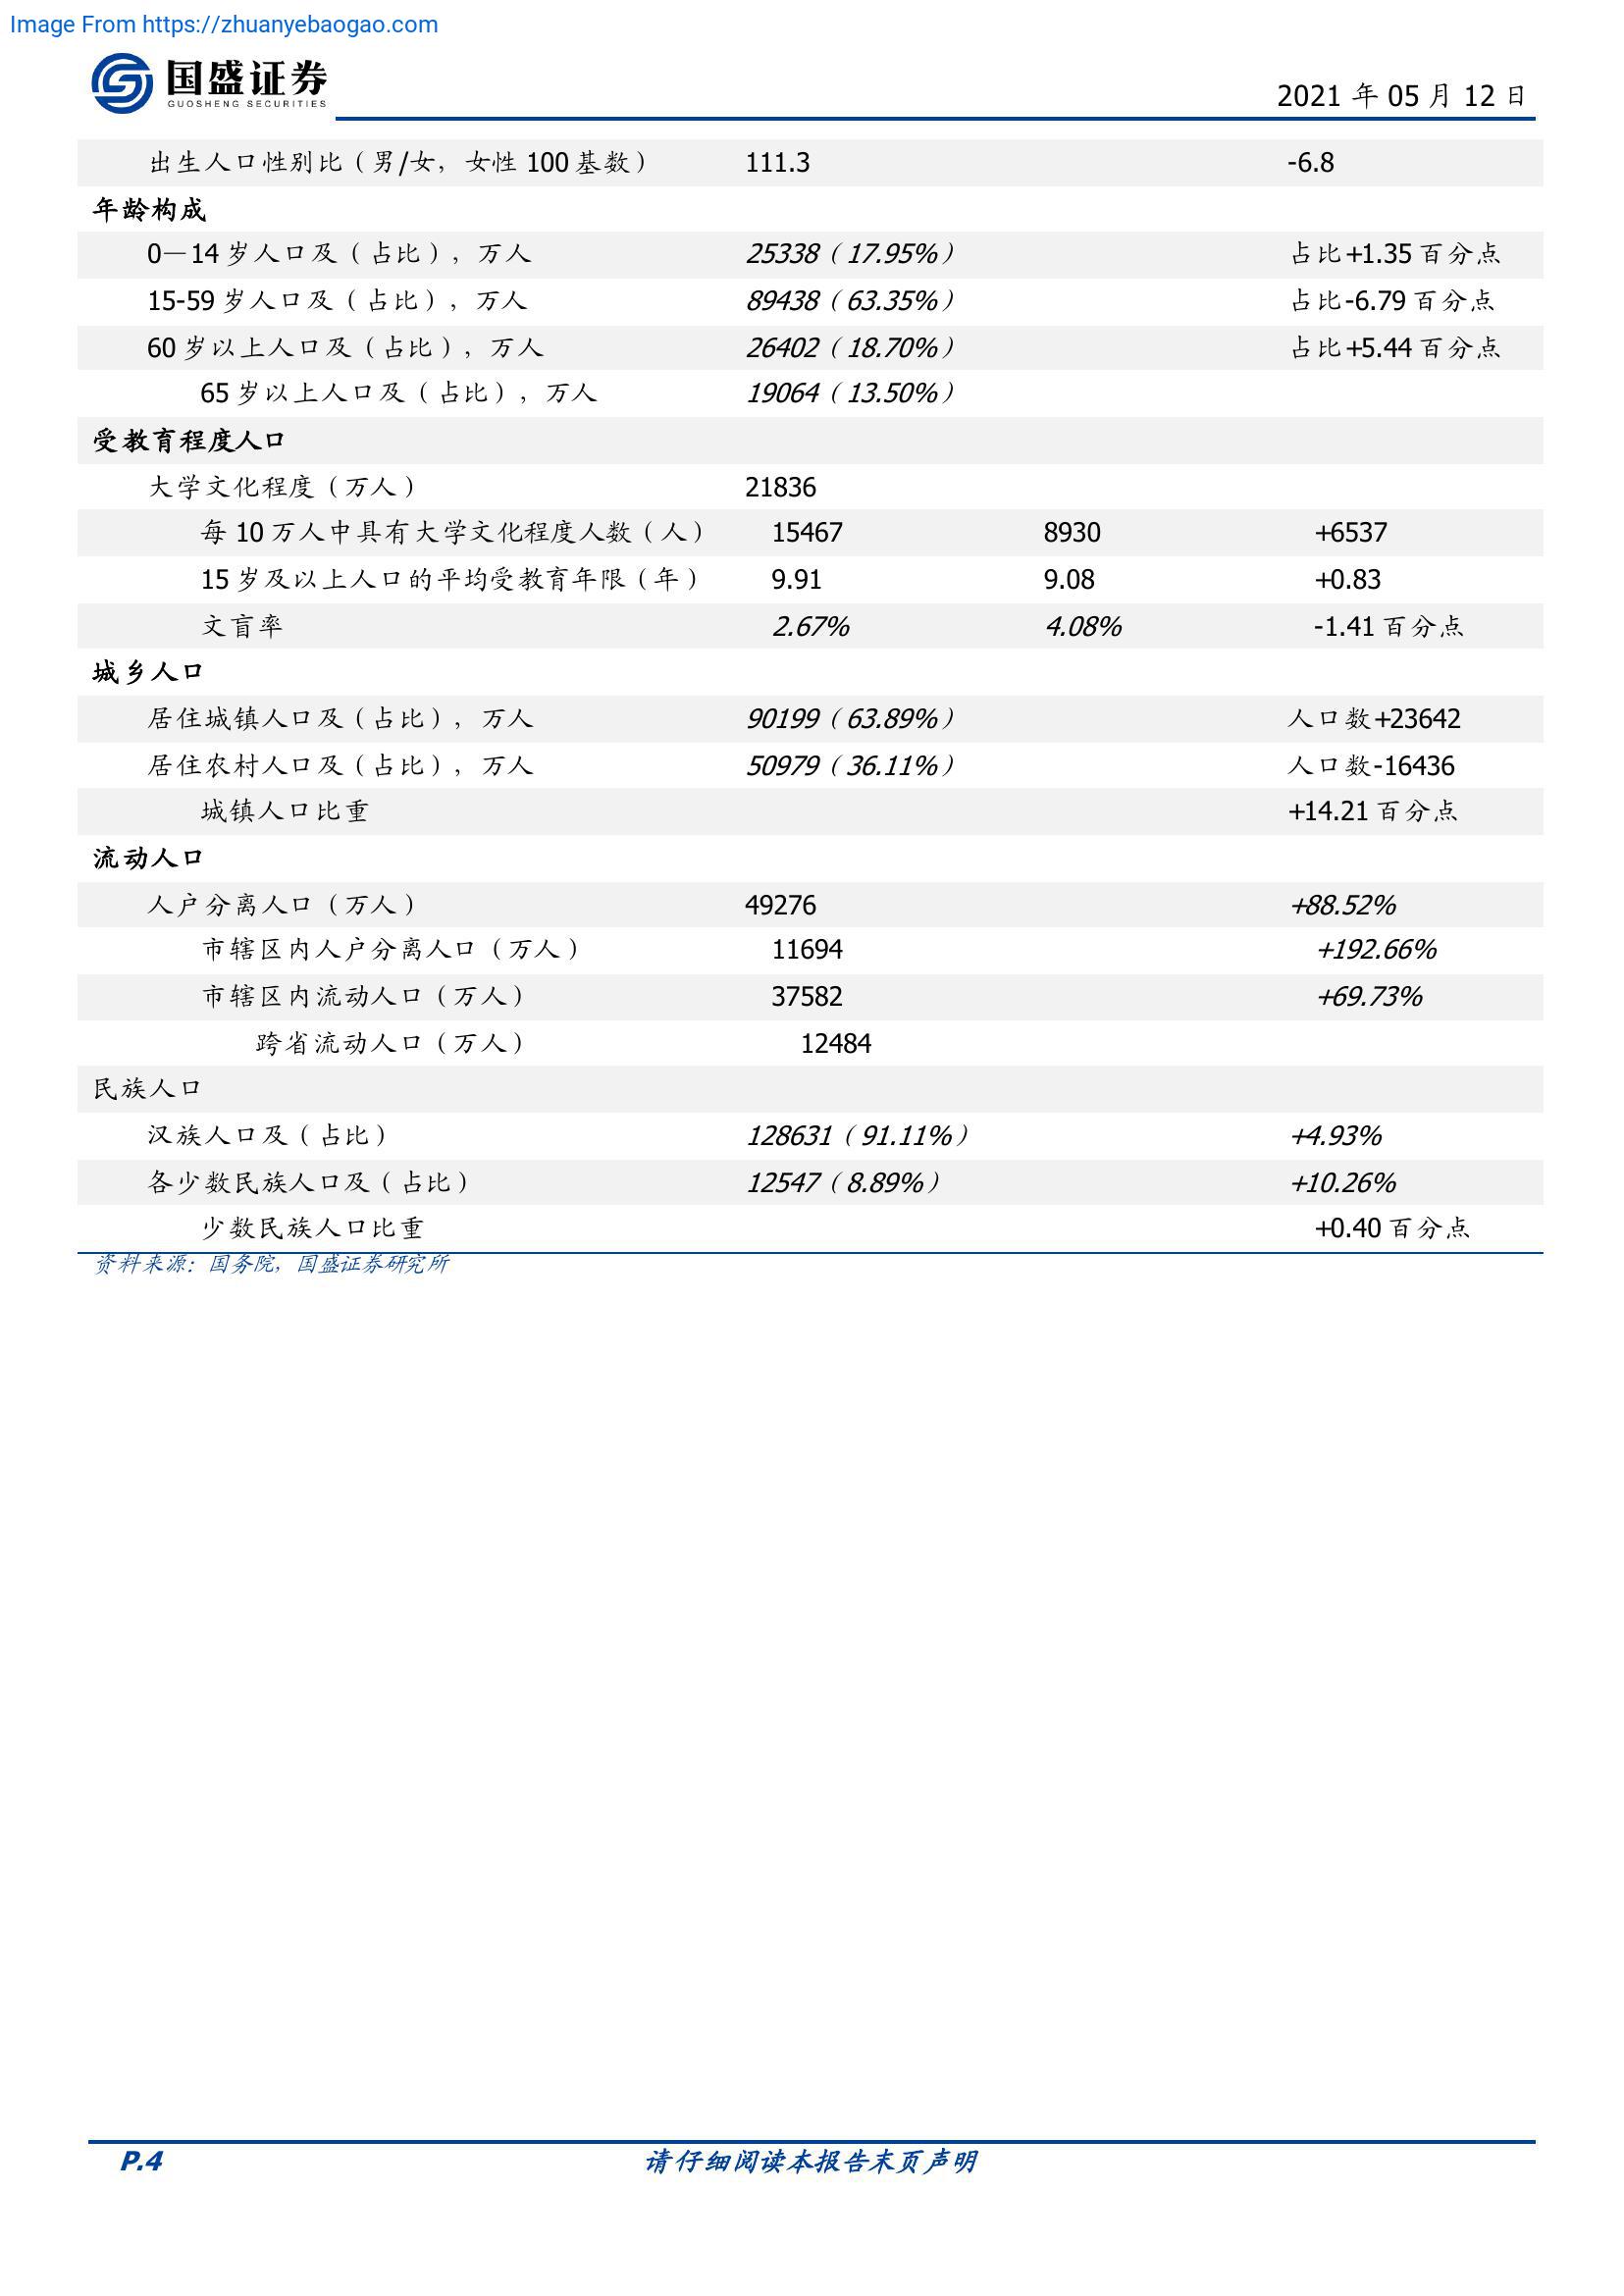 Image From https://zhuanyebaogao.com
国盛证券
GUOSHENG SECURITIES
2021 年 05 月 12 日
出生人口性别比（男/女，女性 100 基数） 111.3 -6.8
年龄构成
0—14 岁人口及（占比），万人 25338（17.95%） 占比+1.35 百分点
15-59 岁人口及（占比），万人 89438（63.35%） 占比-6.79 百分点
60 岁以上人口及（占比），万人 26402（18.70%） 占比+5.44 百分点
65 岁以上人口及（占比），万人 19064（13.50%）
受教育程度人口
大学文化程度（万人） 21836
每 10 万人中具有大学文化程度人数（人） 15467 8930 +6537
15 岁及以上人口的平均受教育年限（年） 9.91 9.08 +0.83
文盲率 2.67% 4.08% -1.41 百分点
城乡人口
居住城镇人口及（占比），万人 90199（63.89%） 人口数+23642
居住农村人口及（占比），万人 50979（36.11%） 人口数-16436
城镇人口比重 +14.21 百分点
流动人口
人户分离人口（万人） 49276 +88.52%
市辖区内人户分离人口（万人） 11694 +192.66%
市辖区内流动人口（万人） 37582 +69.73%
跨省流动人口（万人） 12484
民族人口
汉族人口及（占比） 128631（91.11%） +4.93%
各少数民族人口及（占比） 12547（8.89%） +10.26%
少数民族人口比重 +0.40 百分点
资料来源：国务院，国盛证券研究所
P.4 请仔细阅读本报告末页声明